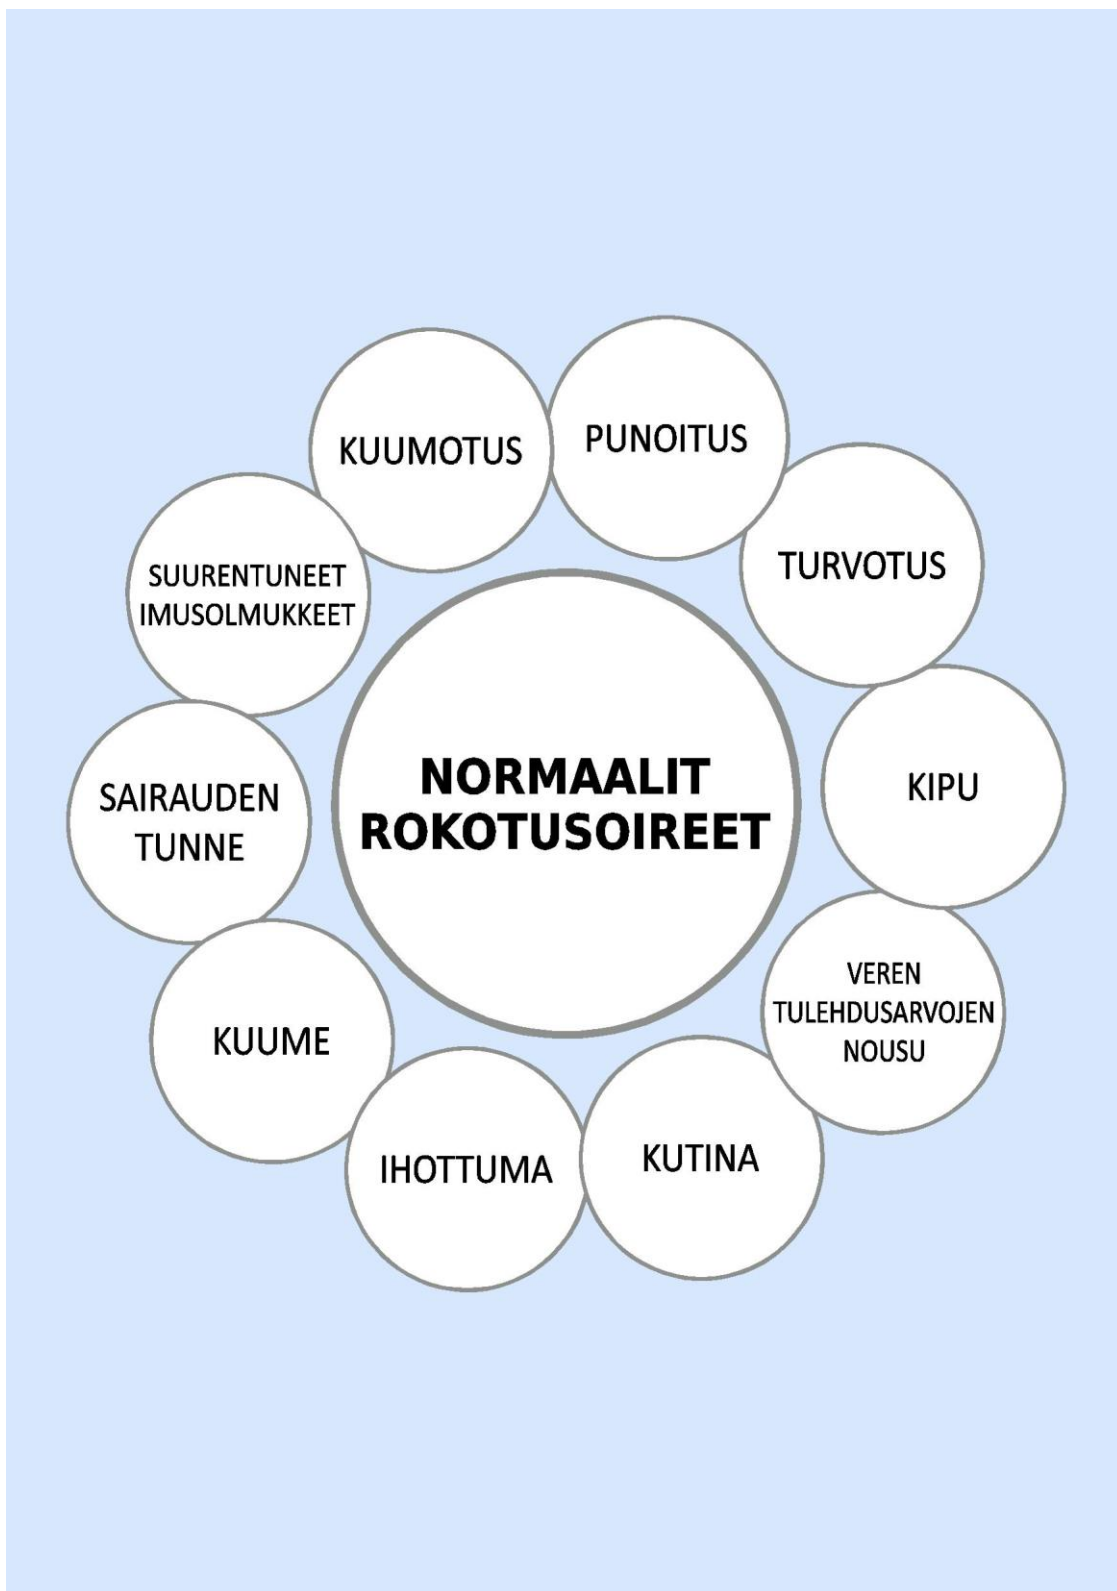 KUUMOTUS
PUNOITUS
TURVOTUS
SUURENTUNEET
IMUSOLMUKKEET
KIPU
NORMAALIT
ROKOTUSOIREET
SAIRAUDEN
TUNNE
VEREN
TULEHDUSARVOJEN
NOUSU
KUUME
KUTINA
IHOTTUMA